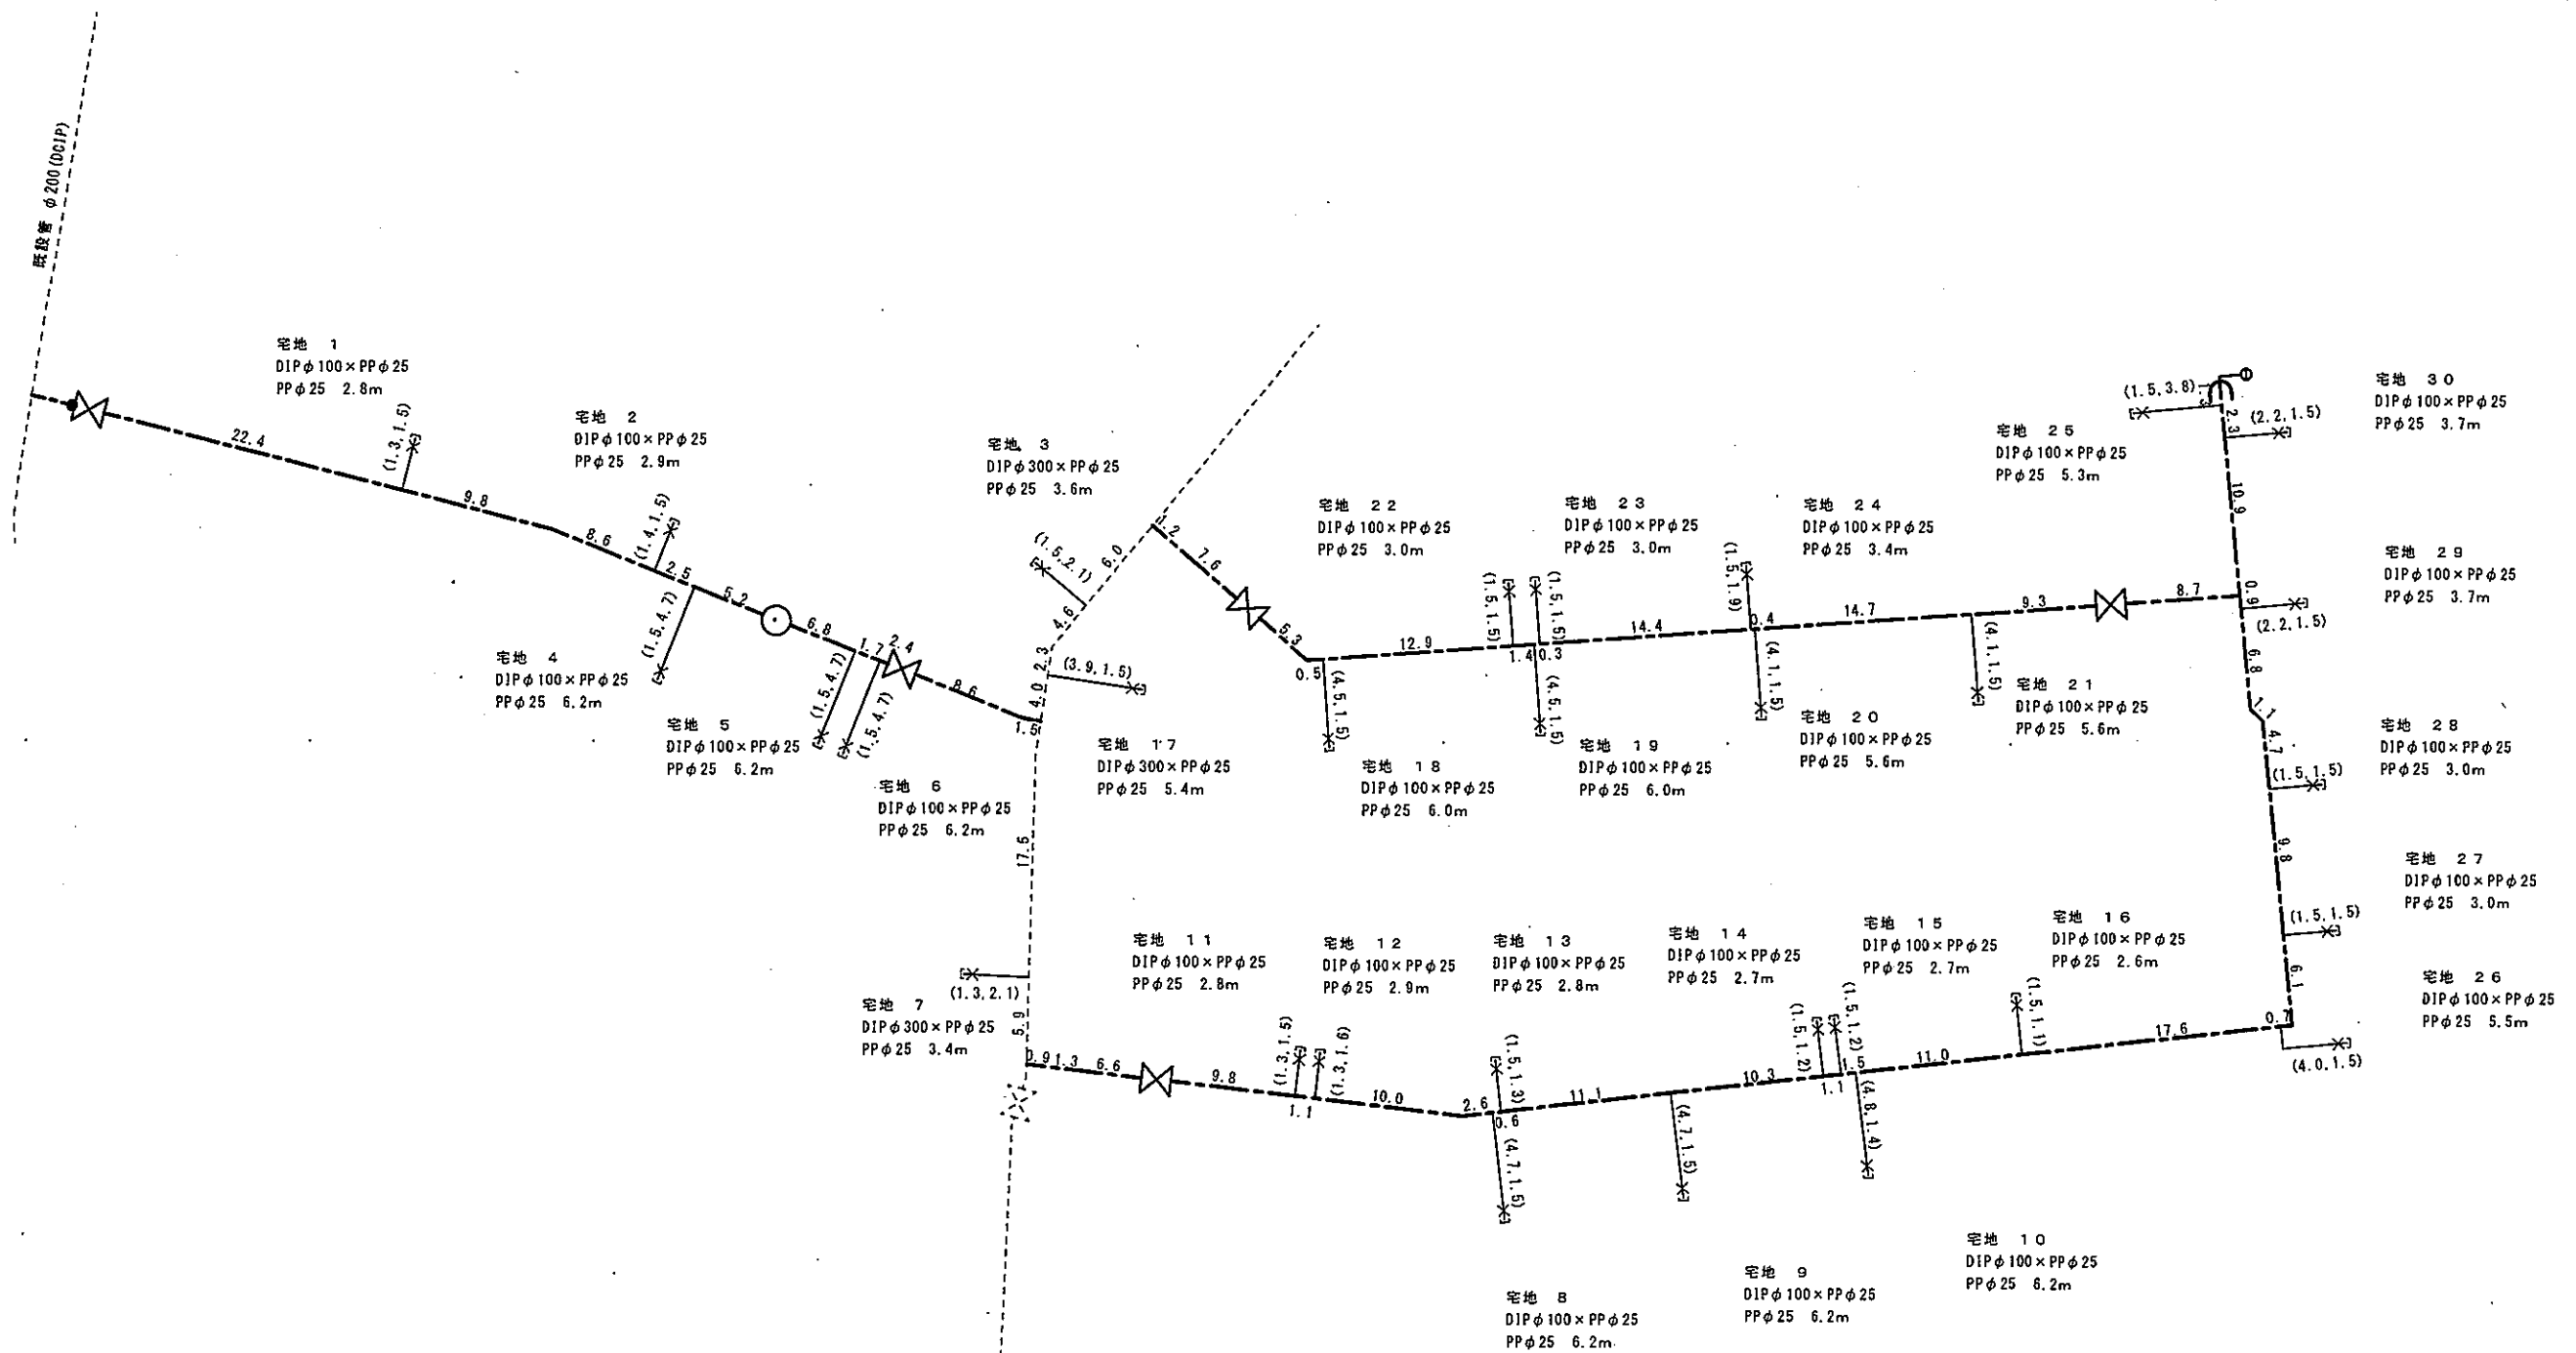 既設管 φ200(DCIP)
宅地 1
DIPφ100×PPφ25
PPφ25 2.8m
22.4
(1.3,1.5)
9.8
宅地 2
DIPφ100×PPφ25
PPφ25 2.9m
8.6
(1.4,1.5)
2.5
(1.5,4.7)
5.2
6.8
1.7
2.4
(1.5,4.7)
(1.5,4.7)
8.6
1.5
宅地 4
DIPφ100×PPφ25
PPφ25 6.2m
宅地 5
DIPφ100×PPφ25
PPφ25 6.2m
宅地 6
DIPφ100×PPφ25
PPφ25 6.2m
宅地 3
DIPφ300×PPφ25
PPφ25 3.6m
(1.5,2.1)
6.0
4.6
2.3
4.0
(3.9,1.5)
宅地 17
DIPφ300×PPφ25
PPφ25 5.4m
17.6
(1.3,2.1)
5.9
宅地 7
DIPφ300×PPφ25
PPφ25 3.4m
1.2
7.6
5.3
0.5
宅地 22
DIPφ100×PPφ25
PPφ25 3.0m
宅地 23
DIPφ100×PPφ25
PPφ25 3.0m
宅地 24
DIPφ100×PPφ25
PPφ25 3.4m
宅地 25
DIPφ100×PPφ25
PPφ25 5.3m
12.9
(1.5,1.5)
(1.5,1.5)
1.4
0.3
14.4
(1.5,1.9)
0.4
14.7
9.3
8.7
(4.5,1.5)
(4.5,1.5)
(4.1,1.5)
(4.1,1.5)
宅地 18
DIPφ100×PPφ25
PPφ25 6.0m
宅地 19
DIPφ100×PPφ25
PPφ25 6.0m
宅地 20
DIPφ100×PPφ25
PPφ25 5.6m
宅地 21
DIPφ100×PPφ25
PPφ25 5.6m
(1.5,3.8)
2.3
(2.2,1.5)
10.9
0.9
(2.2,1.5)
6.8
1.1
4.7
(1.5,1.5)
9.8
(1.5,1.5)
6.1
0.7
(4.0,1.5)
宅地 30
DIPφ100×PPφ25
PPφ25 3.7m
宅地 29
DIPφ100×PPφ25
PPφ25 3.7m
宅地 28
DIPφ100×PPφ25
PPφ25 3.0m
宅地 27
DIPφ100×PPφ25
PPφ25 3.0m
宅地 26
DIPφ100×PPφ25
PPφ25 5.5m
宅地 11
DIPφ100×PPφ25
PPφ25 2.8m
宅地 12
DIPφ100×PPφ25
PPφ25 2.9m
宅地 13
DIPφ100×PPφ25
PPφ25 2.8m
宅地 14
DIPφ100×PPφ25
PPφ25 2.7m
宅地 15
DIPφ100×PPφ25
PPφ25 2.7m
宅地 16
DIPφ100×PPφ25
PPφ25 2.6m
0.9
1.3
6.6
9.8
(1.3,1.5)
(1.3,1.6)
1.1
10.0
2.6
(1.5,1.3)
0.6
11.1
10.3
(1.5,1.2)
(1.5,1.2)
1.1
1.5
11.0
(1.5,1.1)
17.6
(4.7,1.5)
(4.7,1.5)
(4.8,1.4)
宅地 8
DIPφ100×PPφ25
PPφ25 6.2m
宅地 9
DIPφ100×PPφ25
PPφ25 6.2m
宅地 10
DIPφ100×PPφ25
PPφ25 6.2m